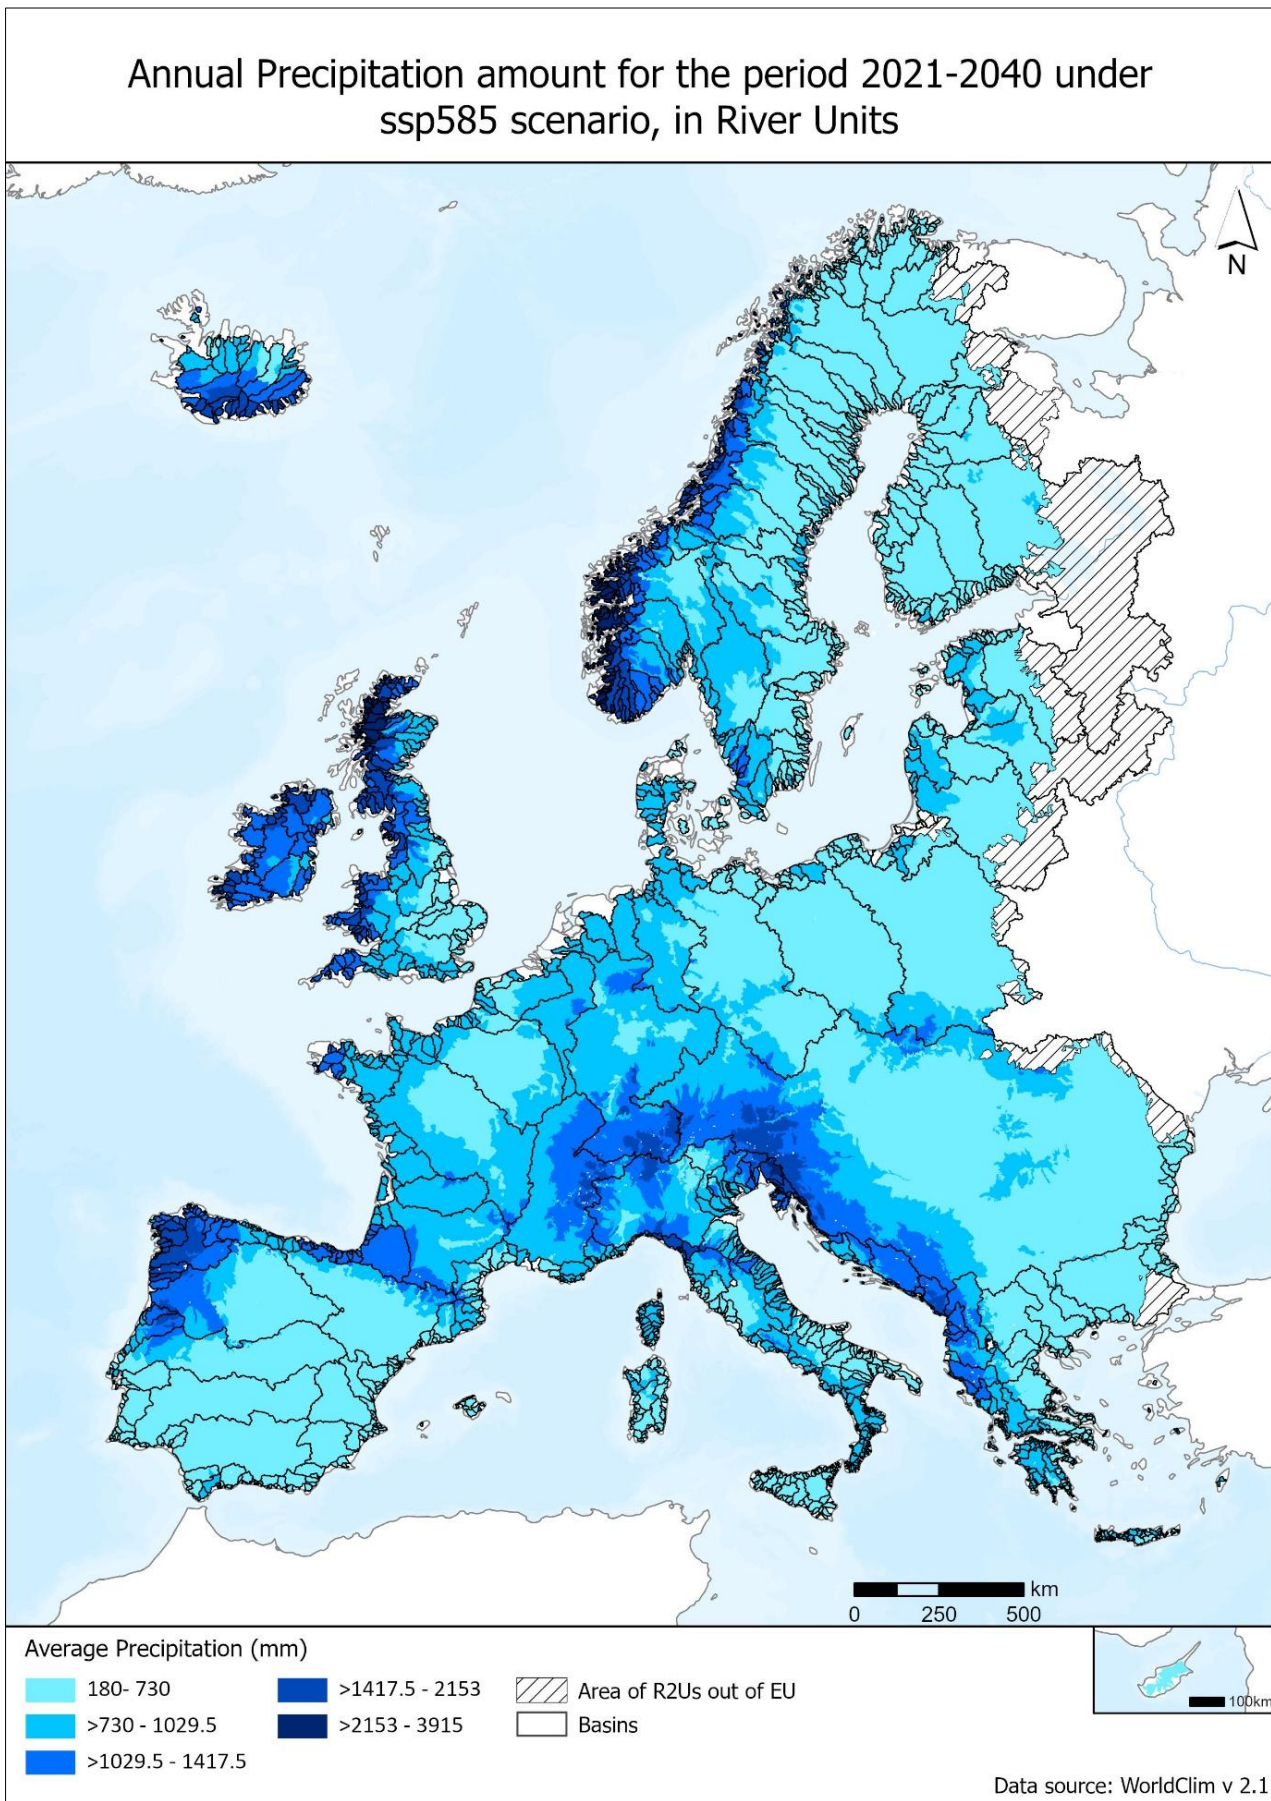 Annual Precipitation amount for the period 2021-2040 under
ssp585 scenario, in River Units
N
km
0 250 500
Average Precipitation (mm)
180- 730
>730 - 1029.5
>1029.5 - 1417.5
>1417.5 - 2153
>2153 - 3915
Area of R2Us out of EU
Basins
100km
Data source: WorldClim v 2.1